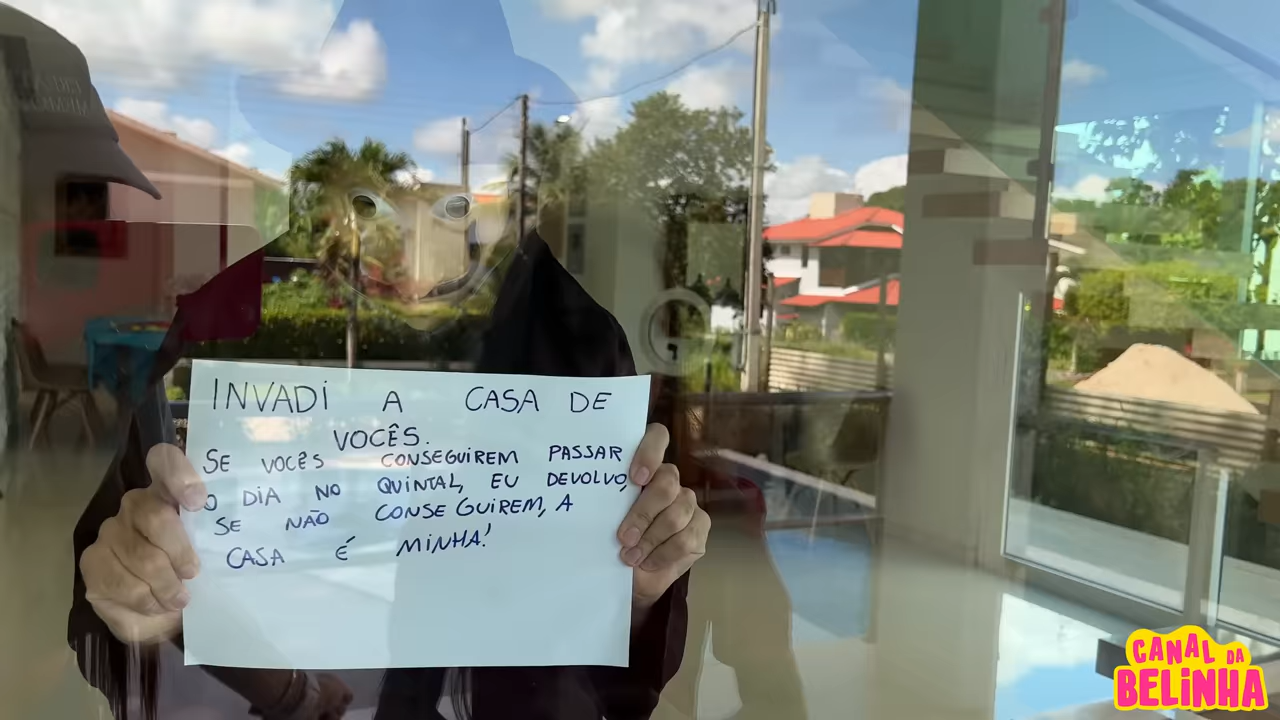 INVADI A CASA DE
VOCÊS.
SE VOCÊS CONSEGUIREM PASSAR
O DIA NO QUINTAL, EU DEVOLVO,
SE NÃO CONSEGUIREM, A
CASA É MINHA!
CANAL DA
BELINHA